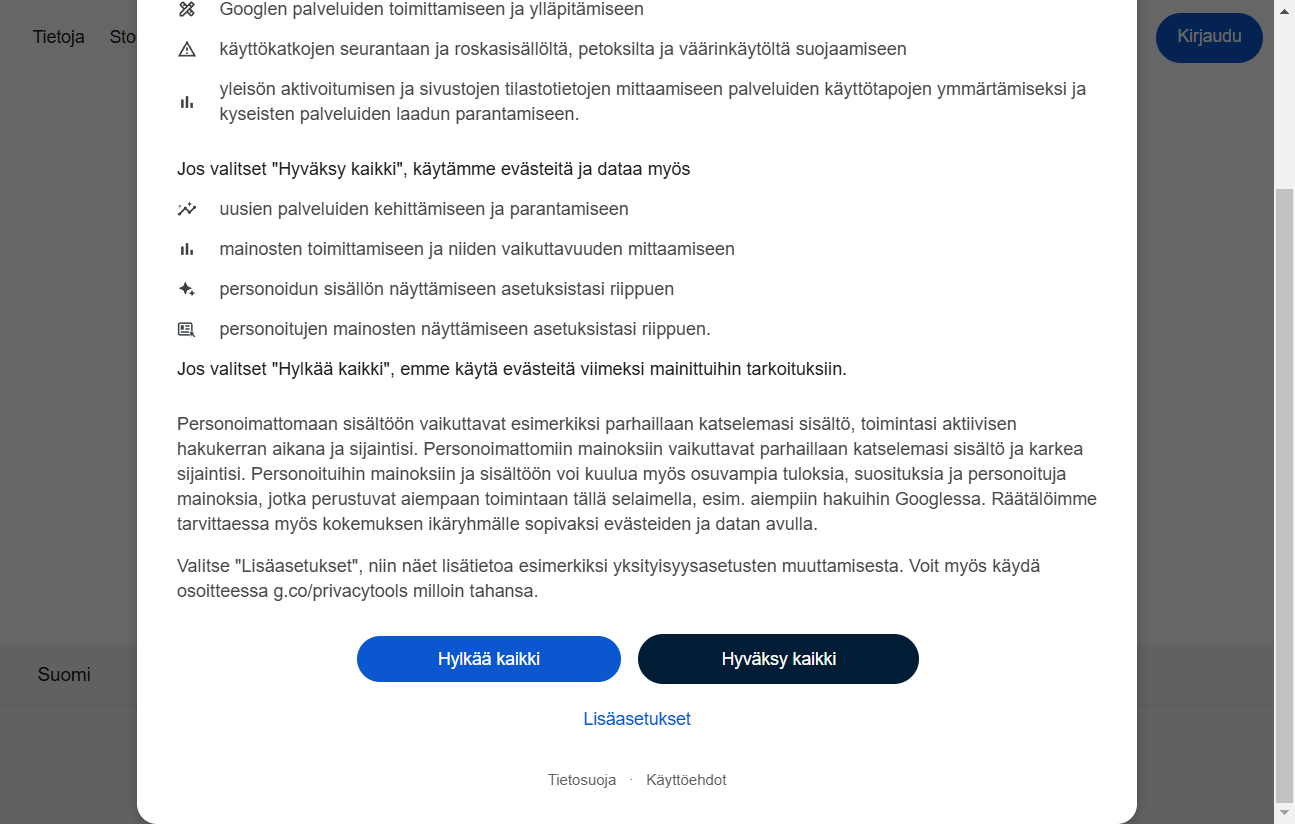 Googlen palveluiden toimittamiseen ja ylläpitämiseen
Tietoja Sto
Kirjaudu
käyttökatkojen seurantaan ja roskasisällöltä, petoksilta ja väärinkäytöltä suojaamiseen
yleisön aktivoitumisen ja sivustojen tilastotietojen mittaamiseen palveluiden käyttötapojen ymmärtämiseksi ja
kyseisten palveluiden laadun parantamiseen.
Jos valitset "Hyväksy kaikki", käytämme evästeitä ja dataa myös
uusien palveluiden kehittämiseen ja parantamiseen
mainosten toimittamiseen ja niiden vaikuttavuuden mittaamiseen
personoidun sisällön näyttämiseen asetuksistasi riippuen
personoitujen mainosten näyttämiseen asetuksistasi riippuen.
Jos valitset "Hylkää kaikki", emme käytä evästeitä viimeksi mainittuihin tarkoituksiin.
Personoimattomaan sisältöön vaikuttavat esimerkiksi parhaillaan katselemasi sisältö, toimintasi aktiivisen
hakukerran aikana ja sijaintisi. Personoimattomiin mainoksiin vaikuttavat parhaillaan katselemasi sisältö ja karkea
sijaintisi. Personoituihin mainoksiin ja sisältöön voi kuulua myös osuvampia tuloksia, suosituksia ja personoituja
mainoksia, jotka perustuvat aiempaan toimintaan tällä selaimella, esim. aiempiin hakuihin Googlessa. Räätälöimme
tarvittaessa myös kokemuksen ikäryhmälle sopivaksi evästeiden ja datan avulla.
Valitse "Lisäasetukset", niin näet lisätietoa esimerkiksi yksityisyysasetusten muuttamisesta. Voit myös käydä
osoitteessa g.co/privacytools milloin tahansa.
Hylkää kaikki
Hyväksy kaikki
Suomi
Lisäasetukset
Tietosuoja · Käyttöehdot